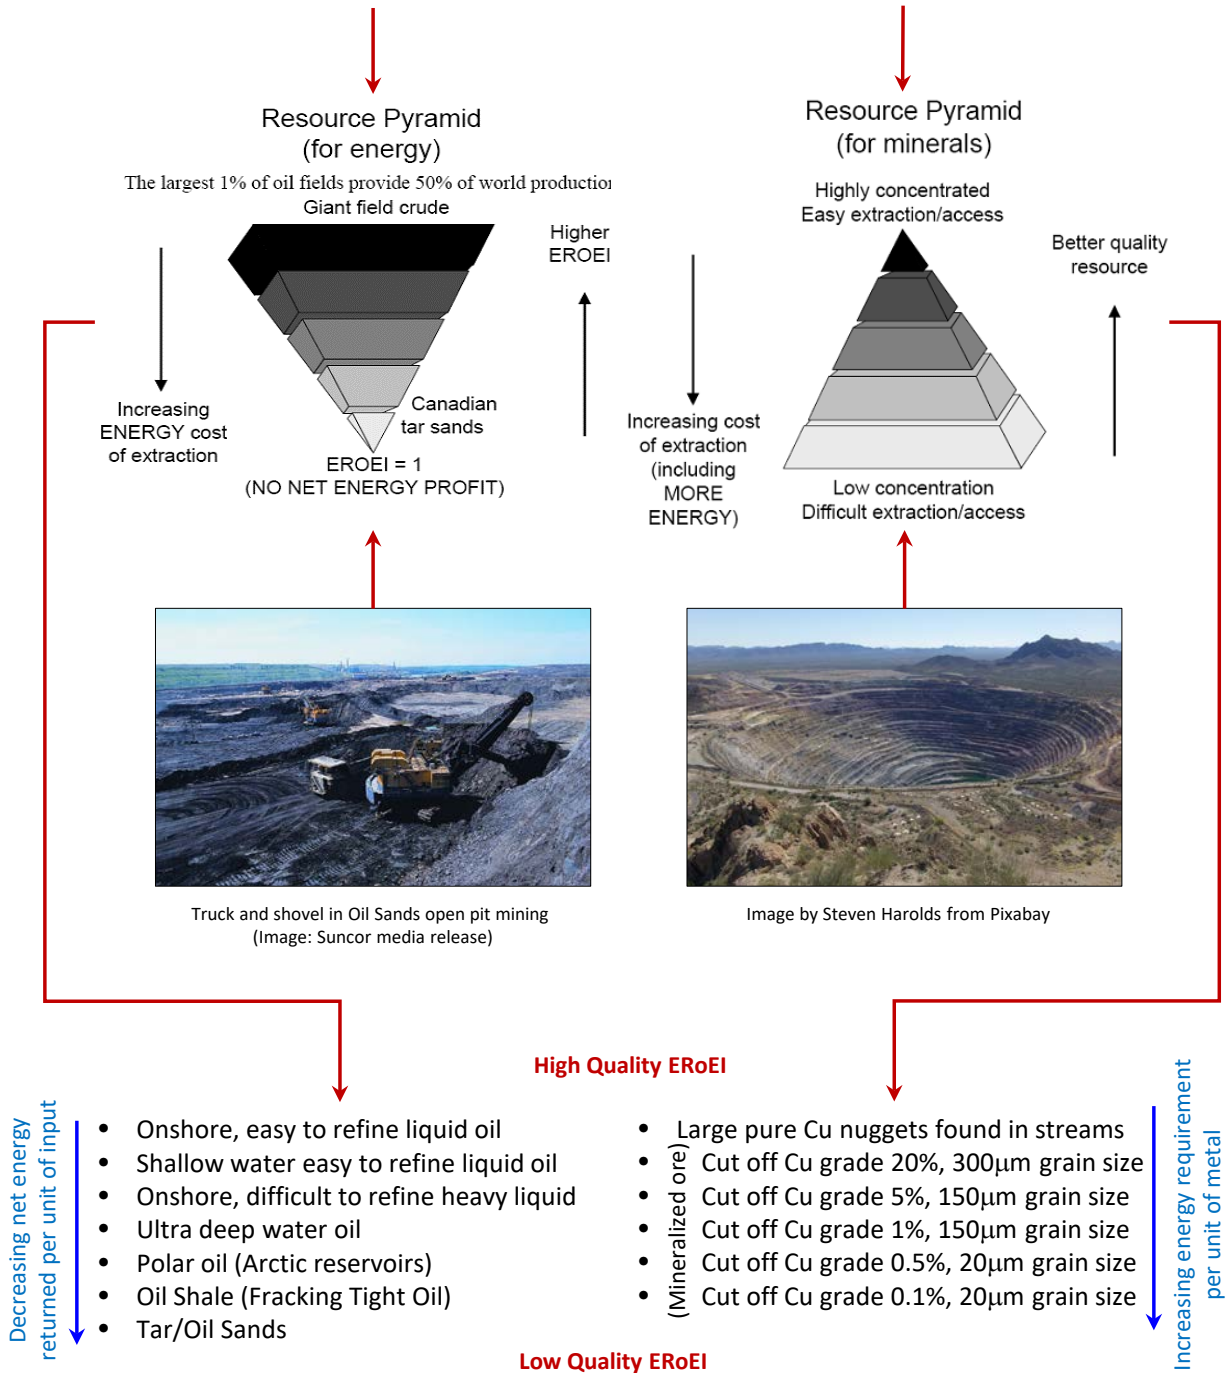 Resource Pyramid
(for energy)
The largest 1% of oil fields provide 50% of world production
Giant field crude
Higher
EROEI
Increasing
ENERGY cost
of extraction
Canadian
tar sands
EROEI = 1
(NO NET ENERGY PROFIT)
Resource Pyramid
(for minerals)
Highly concentrated
Easy extraction/access
Better quality
resource
Increasing cost
of extraction
(including
MORE
ENERGY)
Low concentration
Difficult extraction/access
Truck and shovel in Oil Sands open pit mining
(Image: Suncor media release)
Image by Steven Harolds from Pixabay
High Quality ERoEI
Decreasing net energy
returned per unit of input
• Onshore, easy to refine liquid oil
• Shallow water easy to refine liquid oil
• Onshore, difficult to refine heavy liquid
• Ultra deep water oil
• Polar oil (Arctic reservoirs)
• Oil Shale (Fracking Tight Oil)
• Tar/Oil Sands
• Large pure Cu nuggets found in streams
• Cut off Cu grade 20%, 300μm grain size
• Cut off Cu grade 5%, 150μm grain size
• Cut off Cu grade 1%, 150μm grain size
• Cut off Cu grade 0.5%, 20μm grain size
• Cut off Cu grade 0.1%, 20μm grain size
(Mineralized ore)
Increasing energy requirement
per unit of metal
Low Quality ERoEI